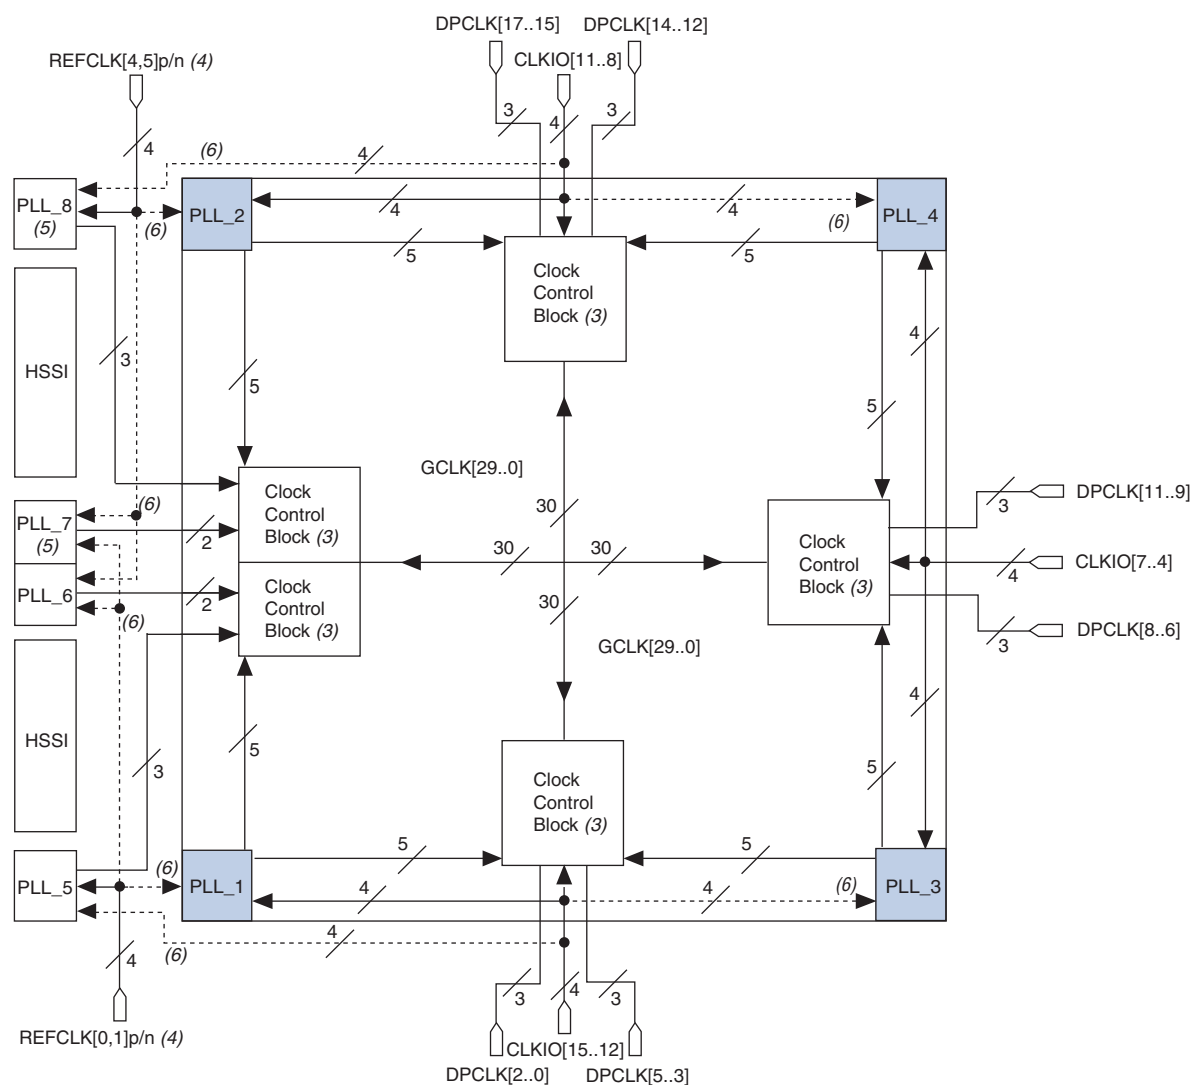 DPCLK[17..15]
DPCLK[14..12]
REFCLK[4,5]p/n (4)
CLKIO[11..8]
3
4
3
4
(6)
4
PLL_8
(5)
(6)
PLL_2
4
4
(6)
PLL_4
5
5
Clock
Control
Block (3)
3
HSSI
5
4
5
GCLK[29..0]
(6)
PLL_7
(5)
2
Clock
Control
Block (3)
30
30
30
30
3
DPCLK[11..9]
Clock
Control
Block (3)
4
CLKIO[7..4]
PLL_6
2
(6)
Clock
Control
Block (3)
3
DPCLK[8..6]
GCLK[29..0]
HSSI
3
5
4
5
Clock
Control
Block (3)
5
5
PLL_5
(6)
PLL_1
4
4
(6)
PLL_3
4
(6)
4
3
4
3
REFCLK[0,1]p/n (4)
CLKIO[15..12]
DPCLK[2..0]
DPCLK[5..3]